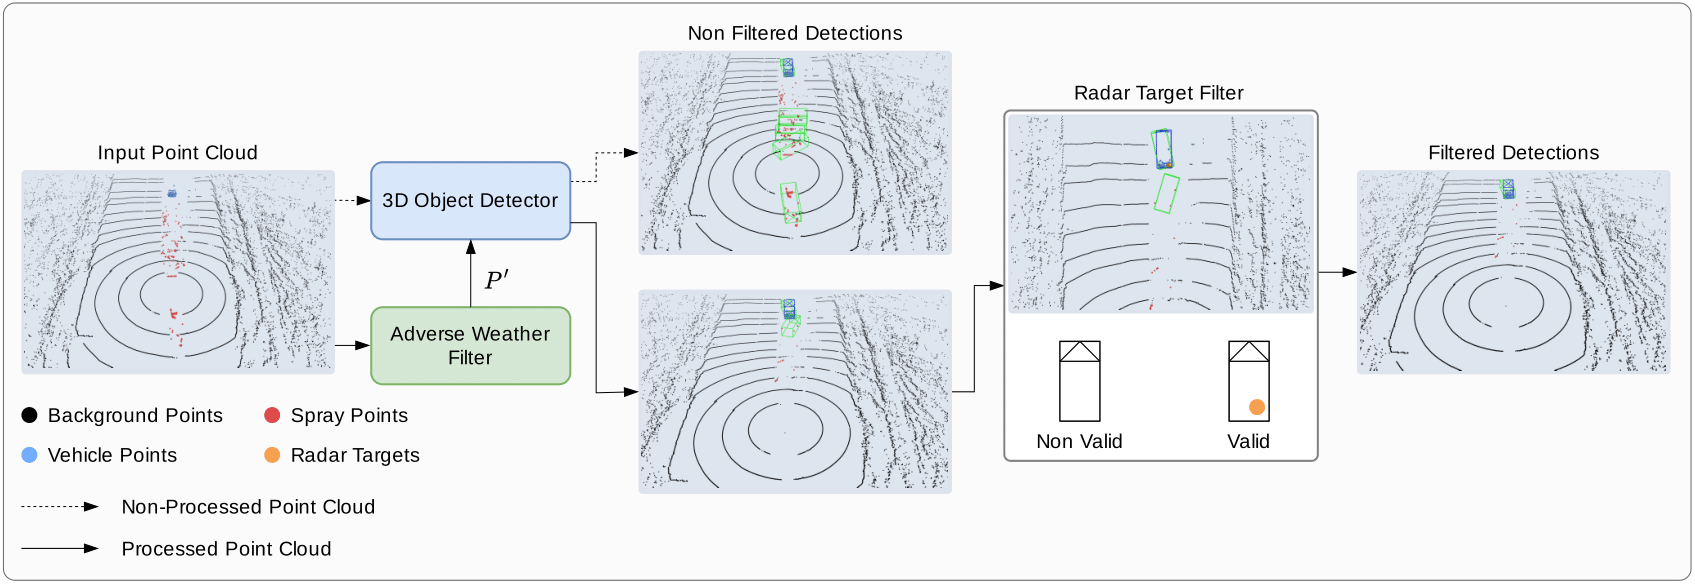 Non Filtered Detections
Radar Target Filter
Input Point Cloud
Filtered Detections
3D Object Detector
P′
Adverse Weather
Filter
Background Points
Spray Points
Vehicle Points
Radar Targets
Non Valid
Valid
Non-Processed Point Cloud
Processed Point Cloud